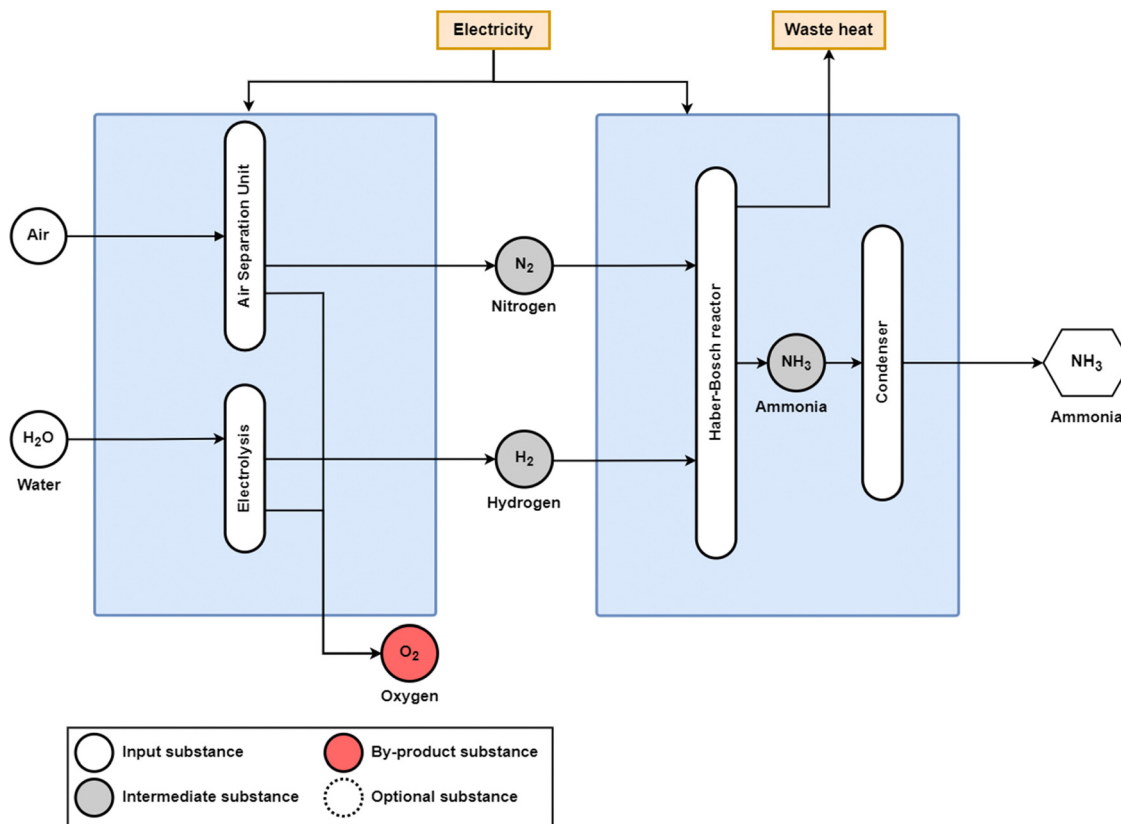 Electricity
Waste heat
Air Separation Unit
Air
N₂
Nitrogen
Haber-Bosch reactor
Condenser
NH₃
Ammonia
NH₃
Ammonia
H₂O
Water
Electrolysis
H₂
Hydrogen
O₂
Oxygen
Input substance
By-product substance
Intermediate substance
Optional substance